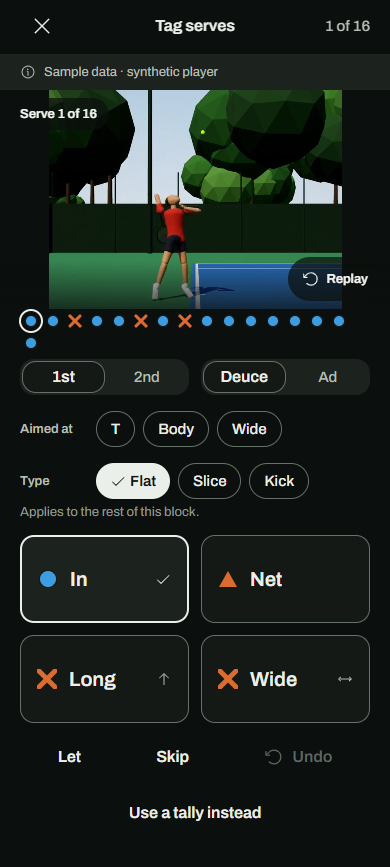 Tag serves
1 of 16
Sample data · synthetic player
Serve 1 of 16
Replay
1st
2nd
Deuce
Ad
Aimed at
T
Body
Wide
Type
Flat
Slice
Kick
Applies to the rest of this block.
In
Net
Long
Wide
Let
Skip
Undo
Use a tally instead